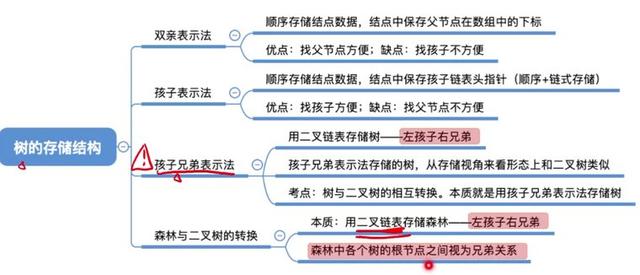 树的存储结构
双亲表示法
顺序存储结点数据，结点中保存父节点在数组中的下标
优点：找父节点方便；缺点：找孩子不方便
孩子表示法
顺序存储结点数据，结点中保存孩子链表头指针（顺序+链式存储）
优点：找孩子方便；缺点：找父节点不方便
孩子兄弟表示法
用二叉链表存储树——左孩子右兄弟
孩子兄弟表示法存储的树，从存储视角来看形态上和二叉树类似
考点：树与二叉树的相互转换。本质就是用孩子兄弟表示法存储树
森林与二叉树的转换
本质：用二叉链表存储森林——左孩子右兄弟
森林中各个树的根节点之间视为兄弟关系